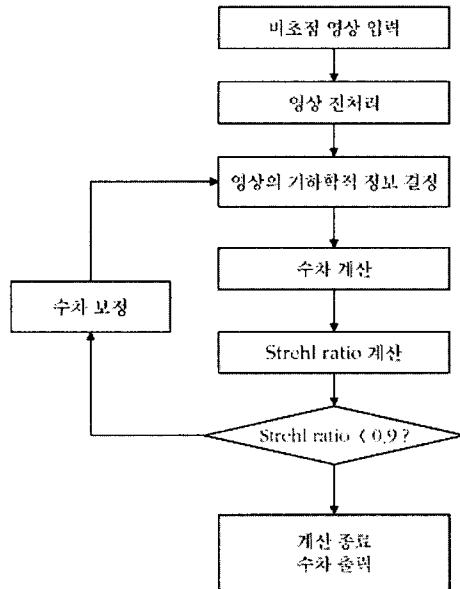 비초점 영상 입력
영상 전처리
영상의 기하학적 정보 결정
수차 계산
수차 보정
Strehl ratio 계산
Strehl ratio < 0.9 ?
계산 종료
수차 출력